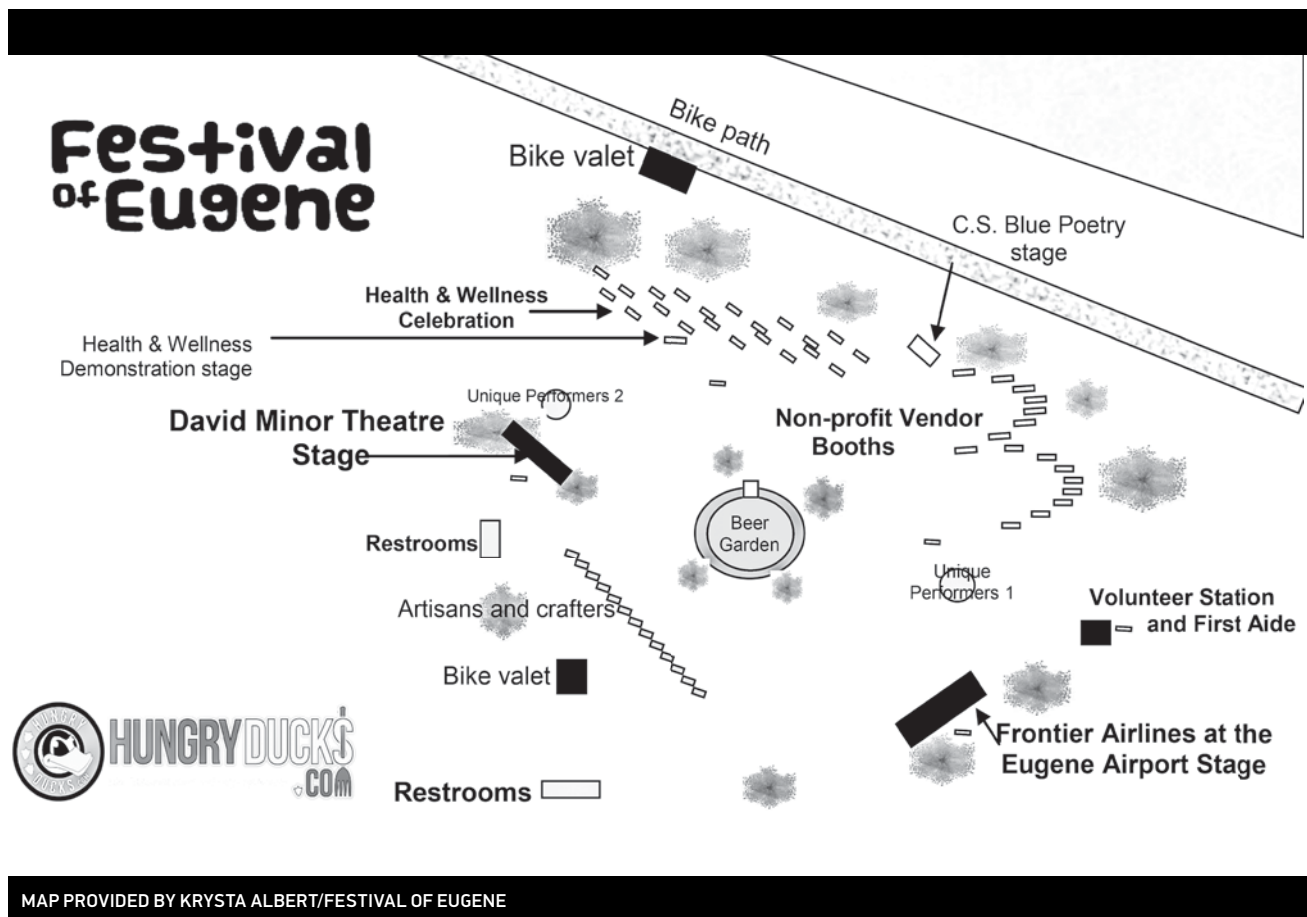 Festival
of Eugene
Bike path
Bike valet
C.S. Blue Poetry
stage
Health & Wellness
Celebration
Health & Wellness
Demonstration stage
Unique Performers 2
David Minor Theatre
Stage
Non-profit Vendor
Booths
Beer
Garden
Restrooms
Unique
Performers 1
Artisans and crafters
Volunteer Station
and First Aide
Bike valet
HUNGRY DUCKS
HUNGRYDUCK$
.COM
Frontier Airlines at the
Eugene Airport Stage
Restrooms
MAP PROVIDED BY KRYSTA ALBERT/FESTIVAL OF EUGENE